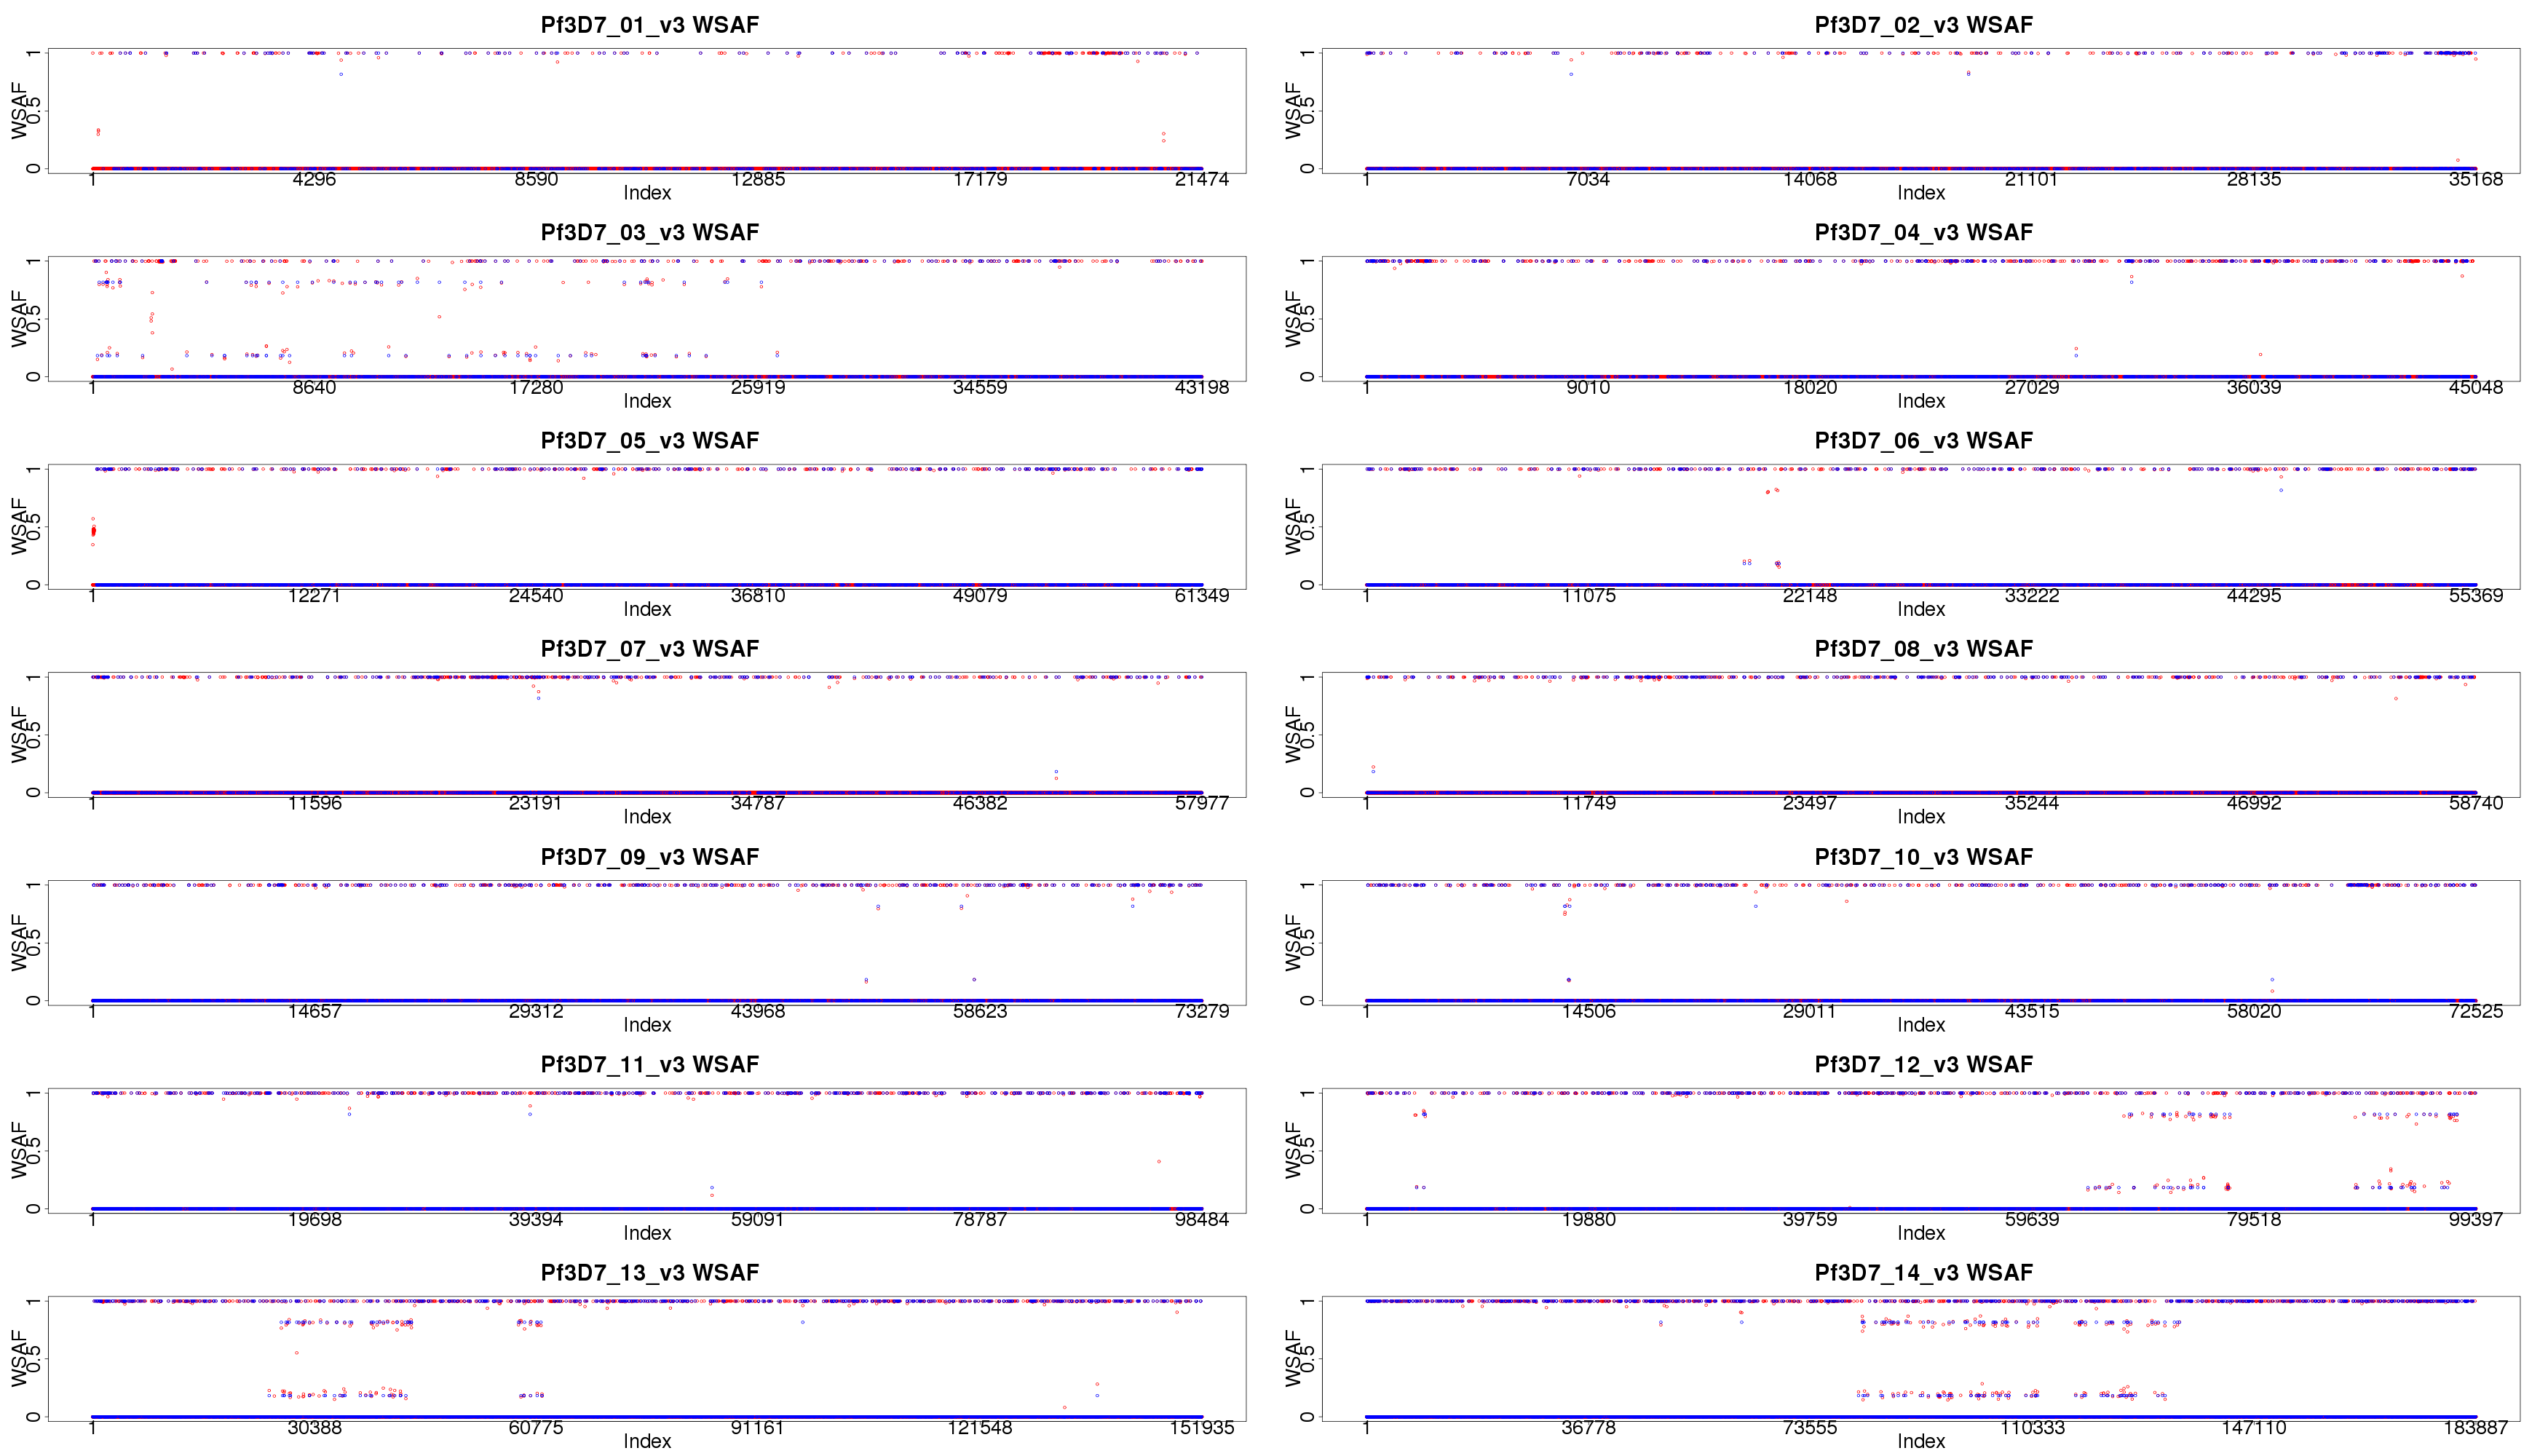 Pf3D7_01_v3 WSAF
WSAF
0 0.5 1
1 4296 8590 12885 17179 21474
Index
Pf3D7_02_v3 WSAF
WSAF
0 0.5 1
1 7034 14068 21101 28135 35168
Index
Pf3D7_03_v3 WSAF
WSAF
0 0.5 1
1 8640 17280 25919 34559 43198
Index
Pf3D7_04_v3 WSAF
WSAF
0 0.5 1
1 9010 18020 27029 36039 45048
Index
Pf3D7_05_v3 WSAF
WSAF
0 0.5 1
1 12271 24540 36810 49079 61349
Index
Pf3D7_06_v3 WSAF
WSAF
0 0.5 1
1 11075 22148 33222 44295 55369
Index
Pf3D7_07_v3 WSAF
WSAF
0 0.5 1
1 11596 23191 34787 46382 57977
Index
Pf3D7_08_v3 WSAF
WSAF
0 0.5 1
1 11749 23497 35244 46992 58740
Index
Pf3D7_09_v3 WSAF
WSAF
0 0.5 1
1 14657 29312 43968 58623 73279
Index
Pf3D7_10_v3 WSAF
WSAF
0 0.5 1
1 14506 29011 43515 58020 72525
Index
Pf3D7_11_v3 WSAF
WSAF
0 0.5 1
1 19698 39394 59091 78787 98484
Index
Pf3D7_12_v3 WSAF
WSAF
0 0.5 1
1 19880 39759 59639 79518 99397
Index
Pf3D7_13_v3 WSAF
WSAF
0 0.5 1
1 30388 60775 91161 121548 151935
Index
Pf3D7_14_v3 WSAF
WSAF
0 0.5 1
1 36778 73555 110333 147110 183887
Index